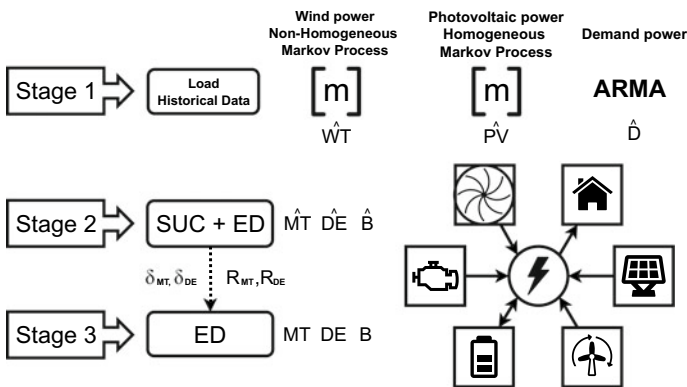 Wind power
Non-Homogeneous
Markov Process
Photovoltaic power
Homogeneous
Markov Process
Demand power
Stage 1
Load
Historical Data
[m]
[m]
ARMA
ŴT
P̂V
D̂
Stage 2
SUC + ED
M̂T D̂E B̂
δMT, δDE
RMT,RDE
Stage 3
ED
MT DE B